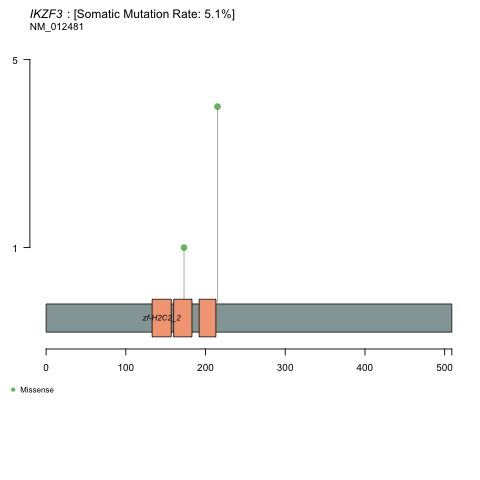 IKZF3 : [Somatic Mutation Rate: 5.1%]
NM_012481
5
1
zf-H2C2_2
0 100 200 300 400 500
Missense